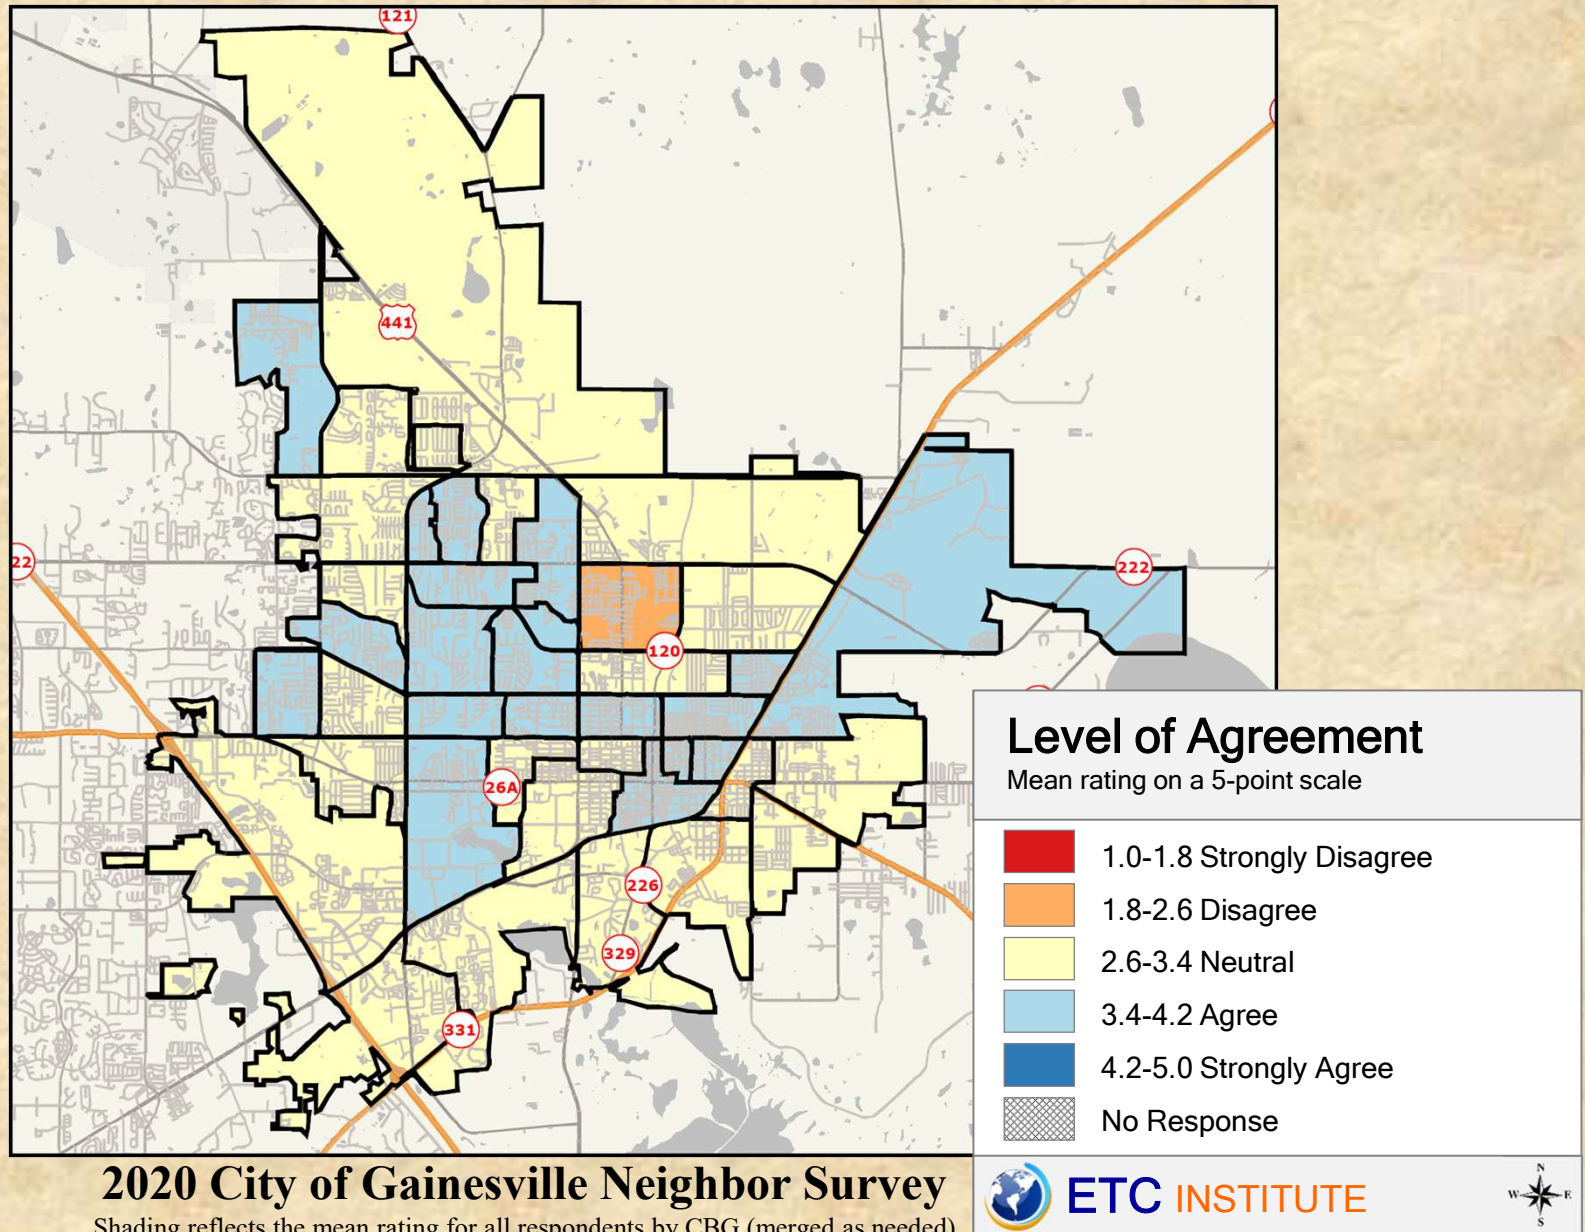 121
441
22
222
120
26A
226
329
331
Level of Agreement
Mean rating on a 5-point scale
1.0-1.8 Strongly Disagree
1.8-2.6 Disagree
2.6-3.4 Neutral
3.4-4.2 Agree
4.2-5.0 Strongly Agree
No Response
2020 City of Gainesville Neighbor Survey
Shading reflects the mean rating for all respondents by CBG (merged as needed)
ETC INSTITUTE
N
W E
S